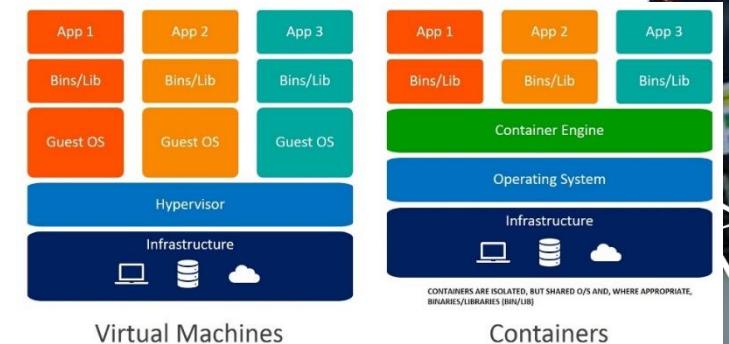 App 1
App 2
App 3
Bins/Lib
Bins/Lib
Bins/Lib
Guest OS
Guest OS
Guest OS
Hypervisor
Infrastructure
Virtual Machines
App 1
App 2
App 3
Bins/Lib
Bins/Lib
Bins/Lib
Container Engine
Operating System
Infrastructure
CONTAINERS ARE ISOLATED, BUT SHARED O/S AND, WHERE APPROPRIATE,
BINARIES/LIBRARIES (BIN/LIB)
Containers